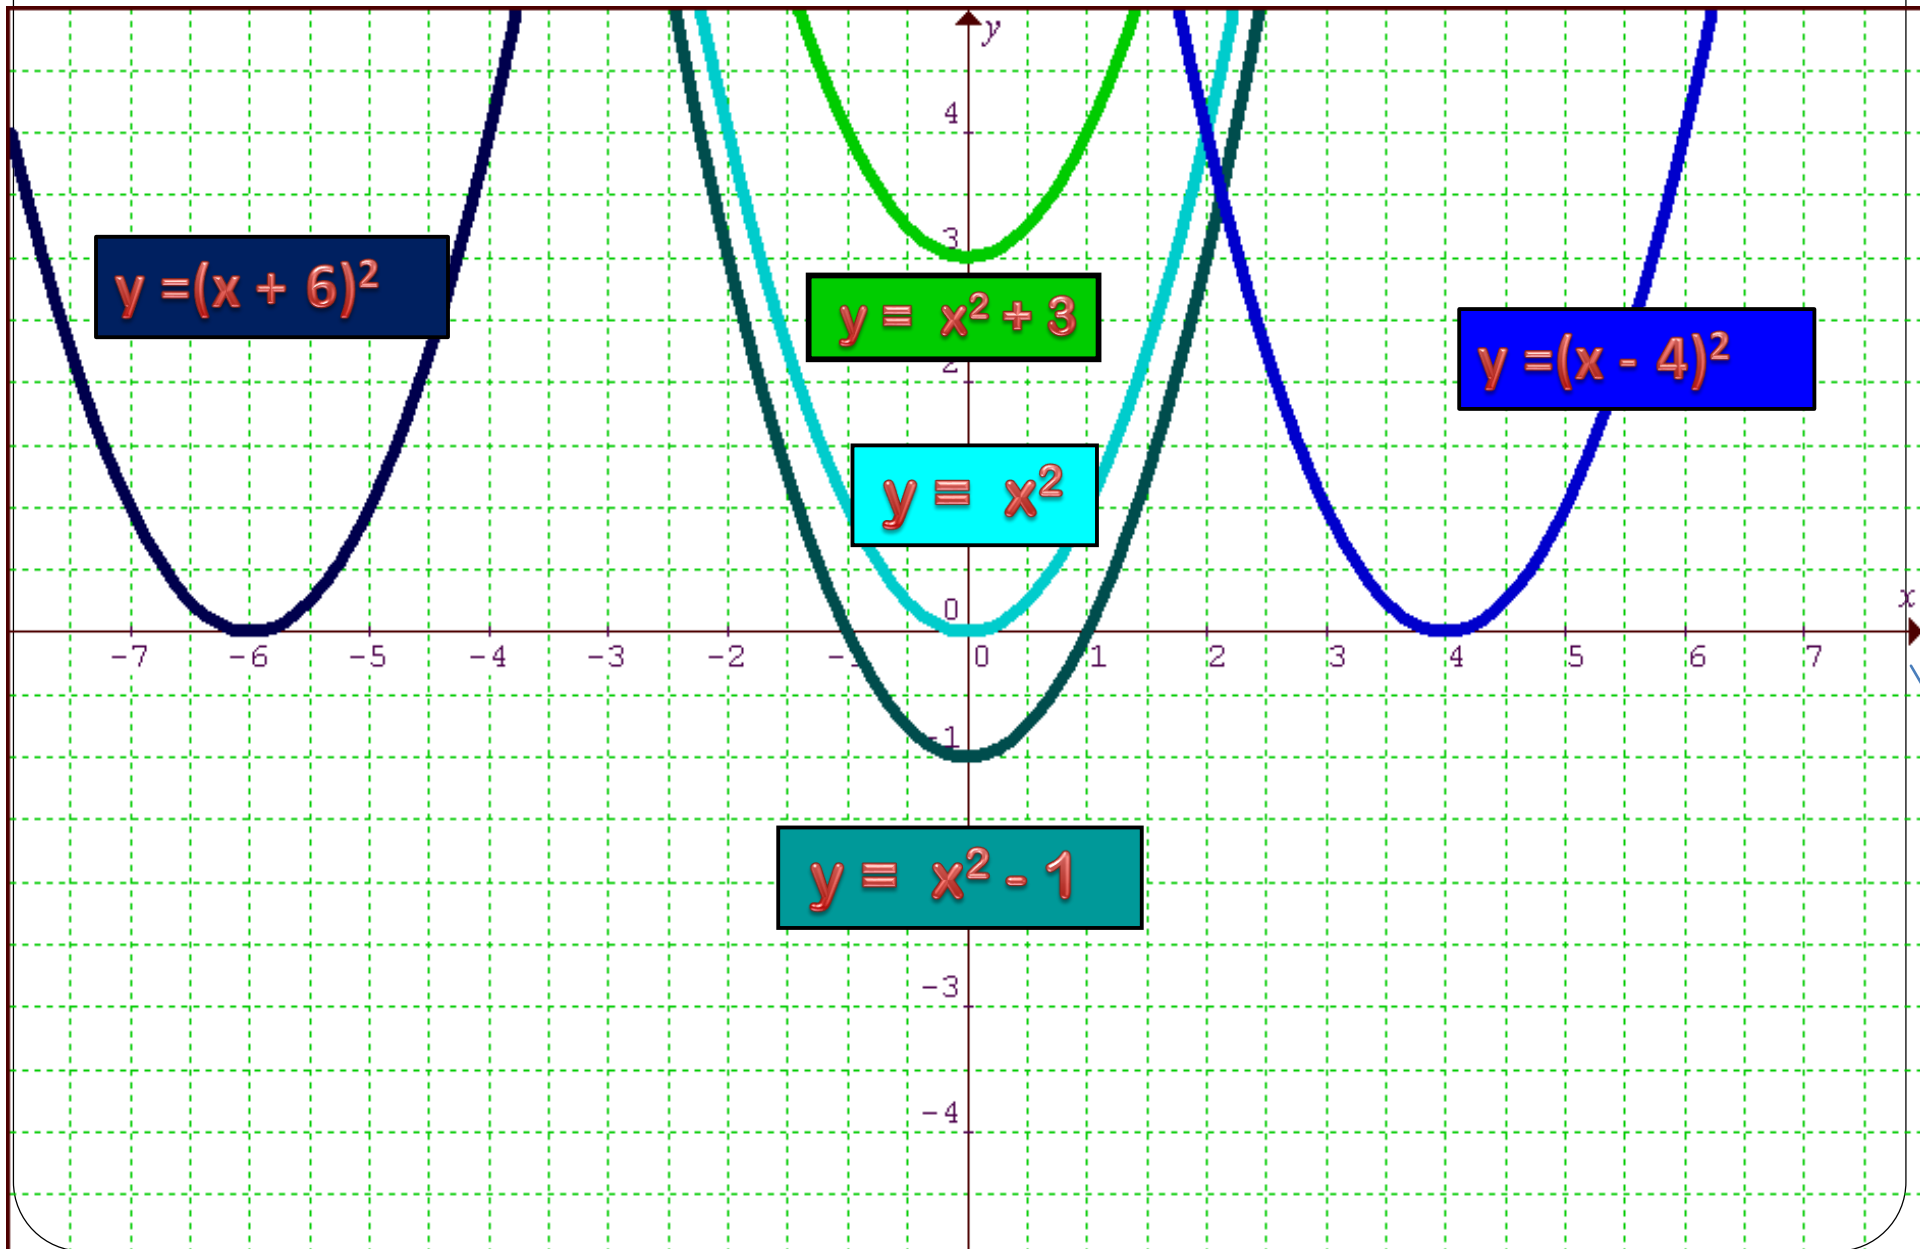 y
4
y =(x + 6)²
3
y = x² + 3
y =(x - 4)²
2
y = x²
0
x
-7 -6 -5 -4 -3 -2 -1 0 1 2 3 4 5 6 7
-1
y = x² - 1
-3
-4